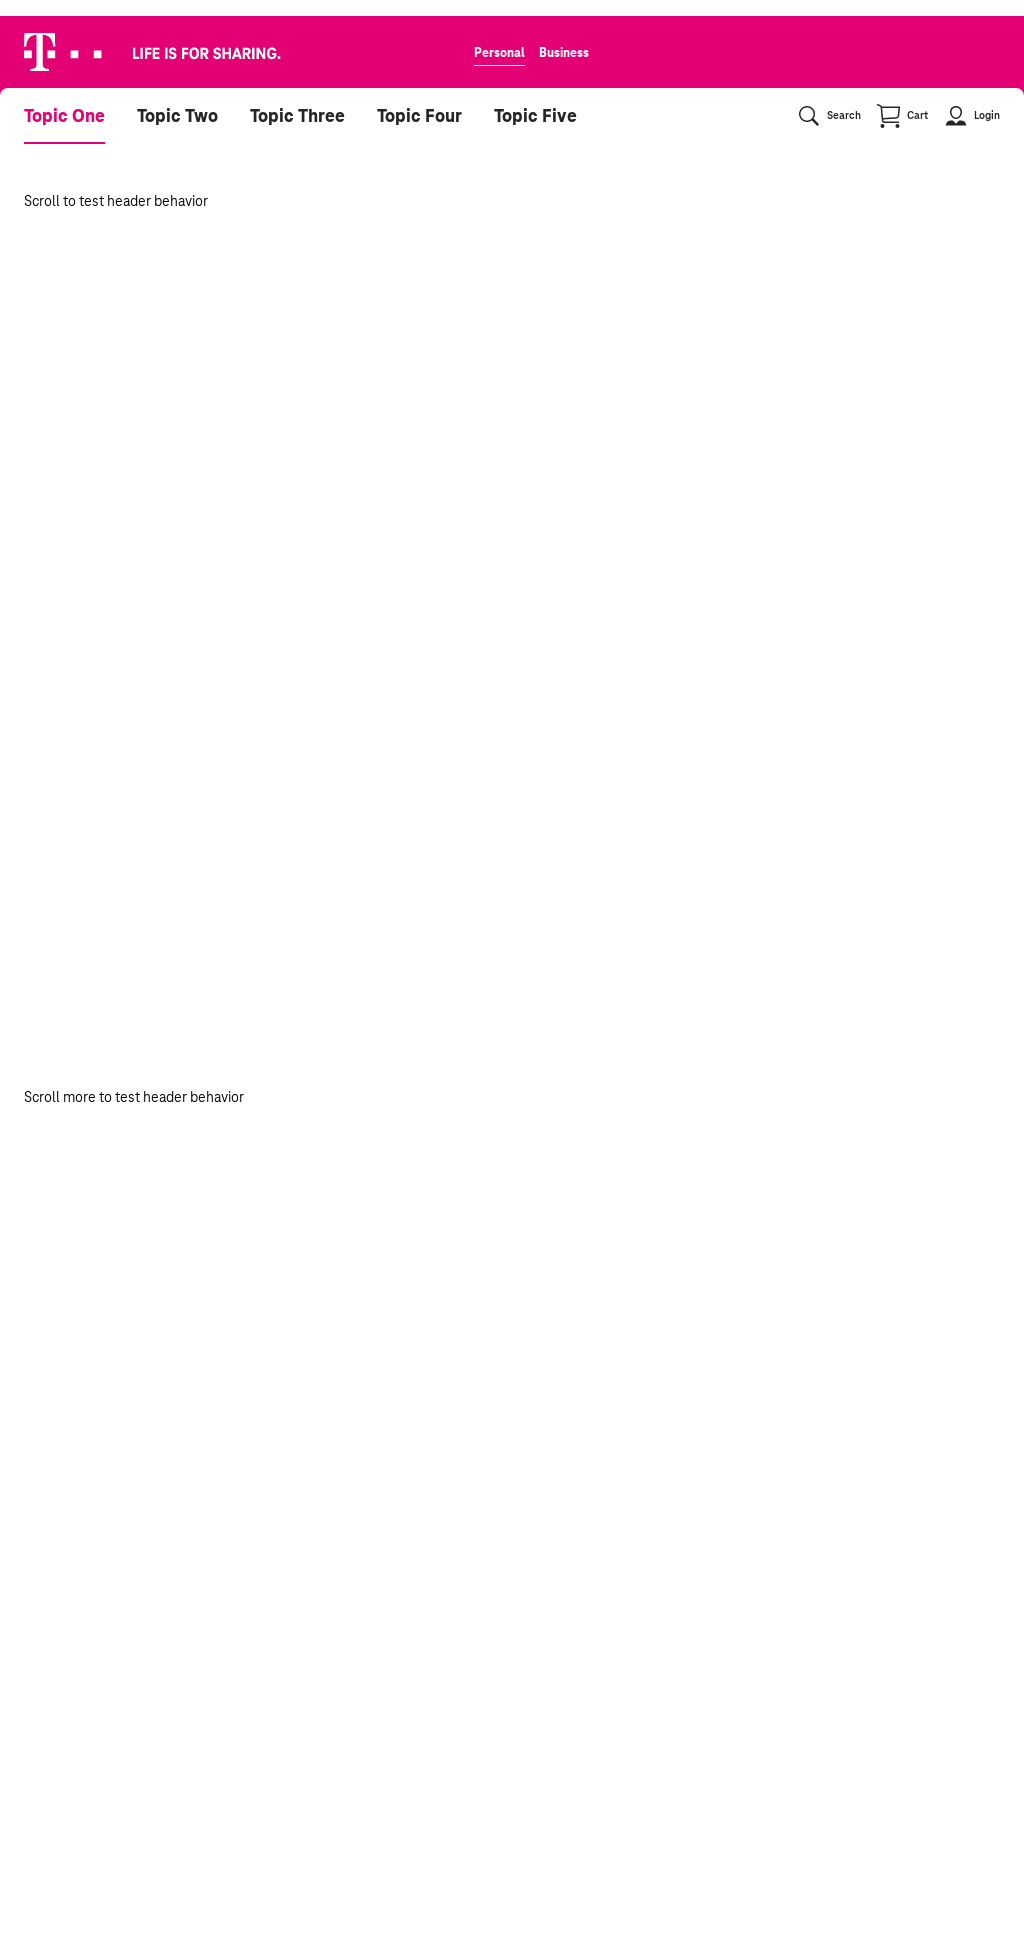 T
LIFE IS FOR SHARING.
Personal
Business
Topic One
Topic Two
Topic Three
Topic Four
Topic Five
Search
Cart
Login
Scroll to test header behavior
Scroll more to test header behavior